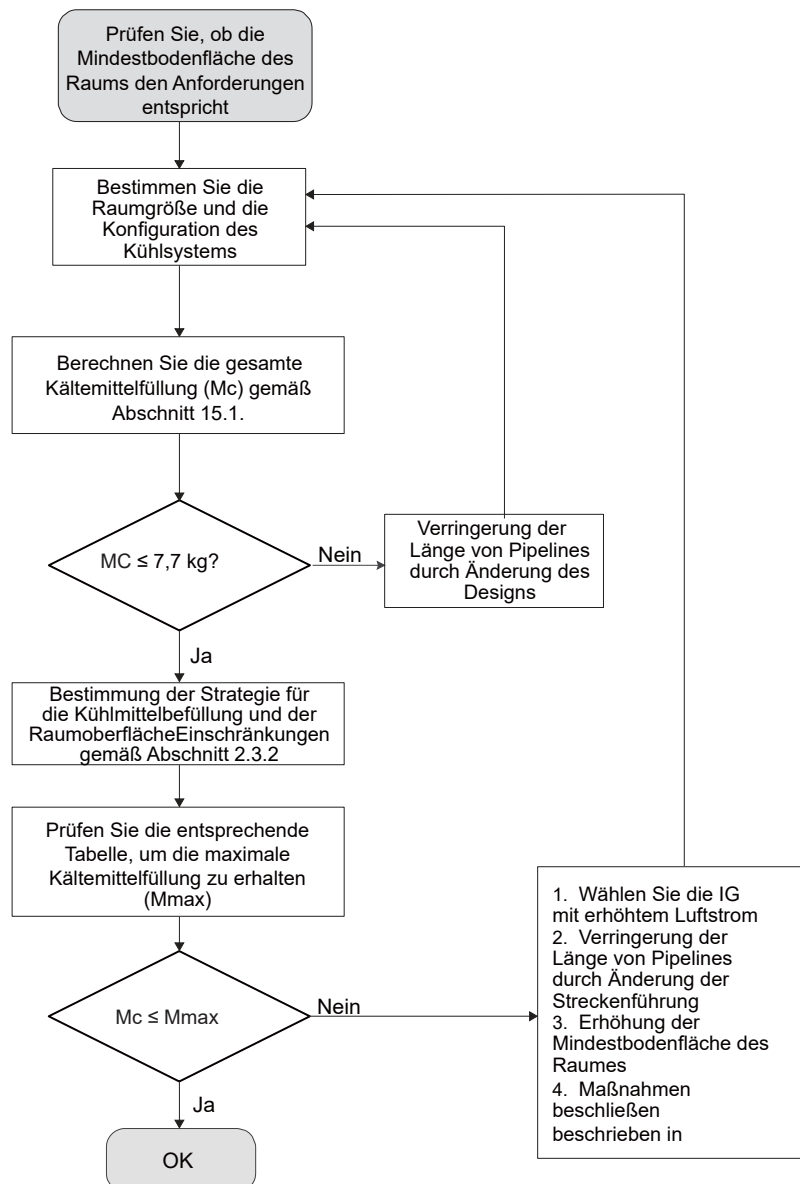 Prüfen Sie, ob die
Mindestbodenfläche des
Raums den Anforderungen
entspricht
Bestimmen Sie die
Raumgröße und die
Konfiguration des
Kühlsystems
Berechnen Sie die gesamte
Kältemittelfüllung (Mc) gemäß
Abschnitt 15.1.
MC ≤ 7,7 kg?
Nein
Verringerung der
Länge von Pipelines
durch Änderung des
Designs
Ja
Bestimmung der Strategie für
die Kühlmittelbefüllung und der
RaumoberflächeEinschränkungen
gemäß Abschnitt 2.3.2
Prüfen Sie die entsprechende
Tabelle, um die maximale
Kältemittelfüllung zu erhalten
(Mmax)
Mc ≤ Mmax
Nein
1. Wählen Sie die IG
mit erhöhtem Luftstrom
2. Verringerung der
Länge von Pipelines
durch Änderung der
Streckenführung
3. Erhöhung der
Mindestbodenfläche des
Raumes
4. Maßnahmen
beschließen
beschrieben in
Ja
OK